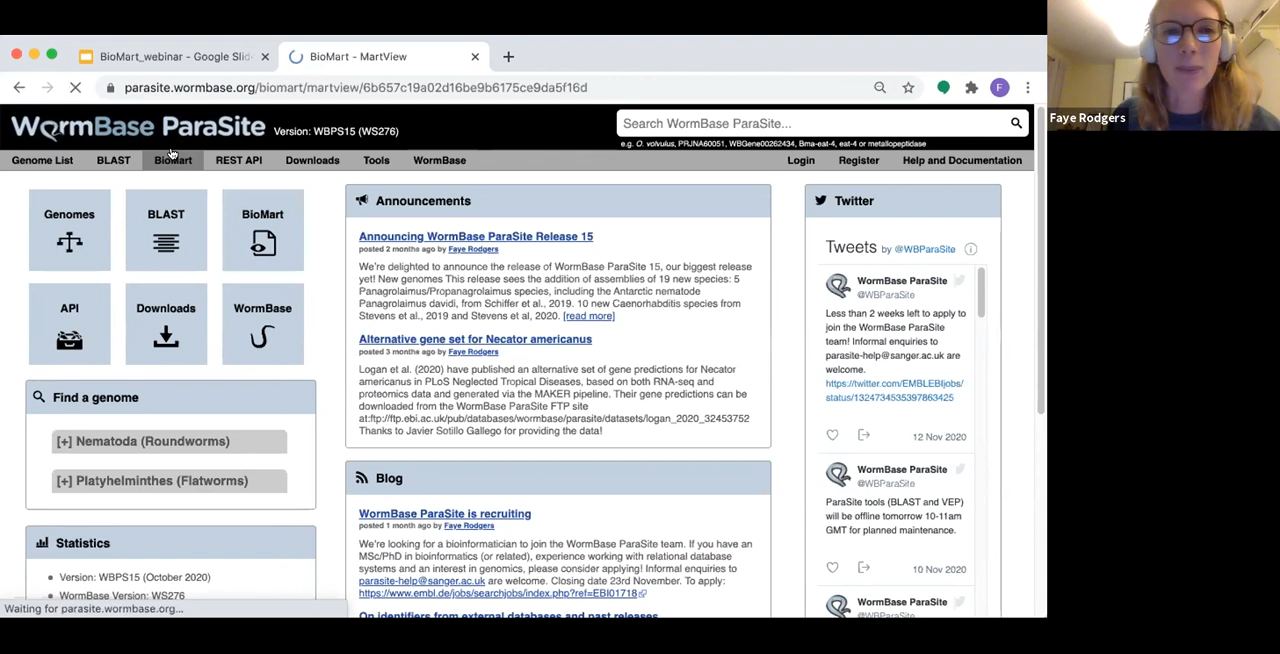 BioMart_webinar - Google Slid
BioMart - MartView
parasite.wormbase.org/biomart/martview/6b657c19a02d16be9b6175ce9da5f16d
F
WormBase ParaSite Version: WBPS15 (WS276)
Search WormBase ParaSite...
e.g. O. volvulus, PRJNA60051, WBGene00262434, Bma-eat-4, eat-4 or metallopeptidase
Genome List BLAST BioMart REST API Downloads Tools WormBase Login Register Help and Documentation
Genomes BLAST BioMart
API Downloads WormBase
Find a genome
[+] Nematoda (Roundworms)
[+] Platyhelminthes (Flatworms)
Statistics
Version: WBPS15 (October 2020)
WormBase Version: WS276
Waiting for parasite.wormbase.org...
Announcements
Announcing WormBase ParaSite Release 15
posted 2 months ago by Faye Rodgers
We're delighted to announce the release of WormBase ParaSite 15, our biggest release
yet! New genomes This release sees the addition of assemblies of 19 new species: 5
Panagrolaimus/Propanagrolaimus species, including the Antarctic nematode
Panagrolaimus davidi, from Schiffer et al., 2019. 10 new Caenorhabditis species from
Stevens et al., 2019 and Stevens et al, 2020. [read more]
Alternative gene set for Necator americanus
posted 3 months ago by Faye Rodgers
Logan et al. (2020) have published an alternative set of gene predictions for Necator
americanus in PLoS Neglected Tropical Diseases, based on both RNA-seq and
proteomics data and generated via the MAKER pipeline. Their gene predictions can be
downloaded from the WormBase ParaSite FTP site
at:ftp://ftp.ebi.ac.uk/pub/databases/wormbase/parasite/datasets/logan_2020_32453752
Thanks to Javier Sotillo Gallego for providing the data!
Blog
WormBase ParaSite is recruiting
posted 1 month ago by Faye Rodgers
We're looking for a bioinformatician to join the WormBase ParaSite team. If you have an
MSc/PhD in bioinformatics (or related), experience working with relational database
systems and an interest in genomics, please consider applying! Informal enquiries to
parasite-help@sanger.ac.uk are welcome. Closing date 23rd November. To apply:
https://www.embl.de/jobs/searchjobs/index.php?ref=EBI01718
On identifiers from external databases and past releases
Twitter
Tweets by @WBParaSite
WormBase ParaSite
@WBParaSite
Less than 2 weeks left to apply to
join the WormBase ParaSite
team! Informal enquiries to
parasite-help@sanger.ac.uk are
welcome.
https://twitter.com/EMBLEBIjobs/
status/1324734535397863425
12 Nov 2020
WormBase ParaSite
@WBParaSite
ParaSite tools (BLAST and VEP)
will be offline tomorrow 10-11am
GMT for planned maintenance.
10 Nov 2020
WormBase ParaSite
@WBParaSite
Faye Rodgers